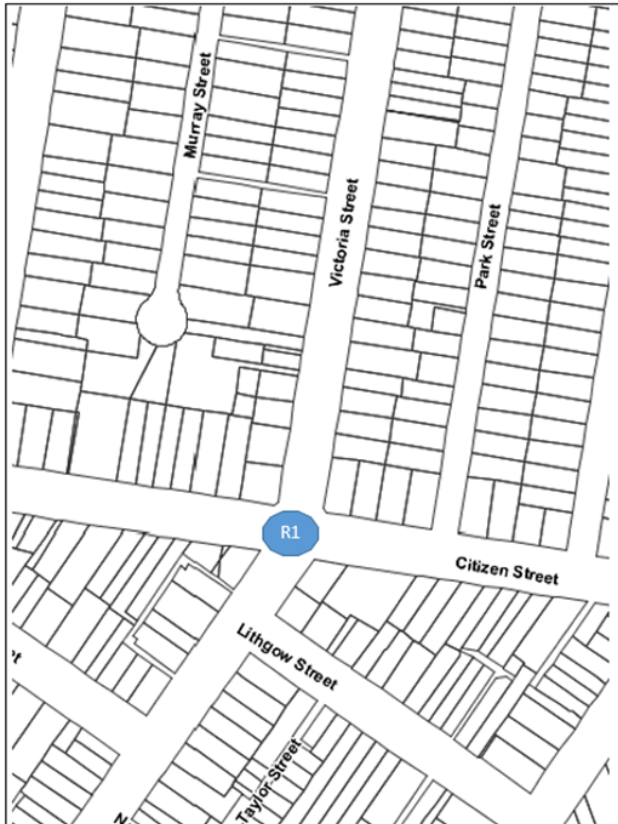 Murray Street
Victoria Street
Park Street
R1
Citizen Street
Lithgow Street
Taylor Street